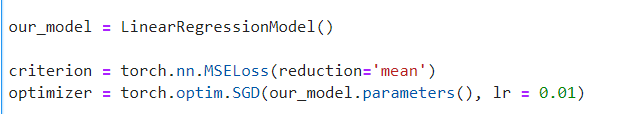 our_model = LinearRegressionModel()
criterion = torch.nn.MSELoss(reduction='mean')
optimizer = torch.optim.SGD(our_model.parameters(), lr = 0.01)